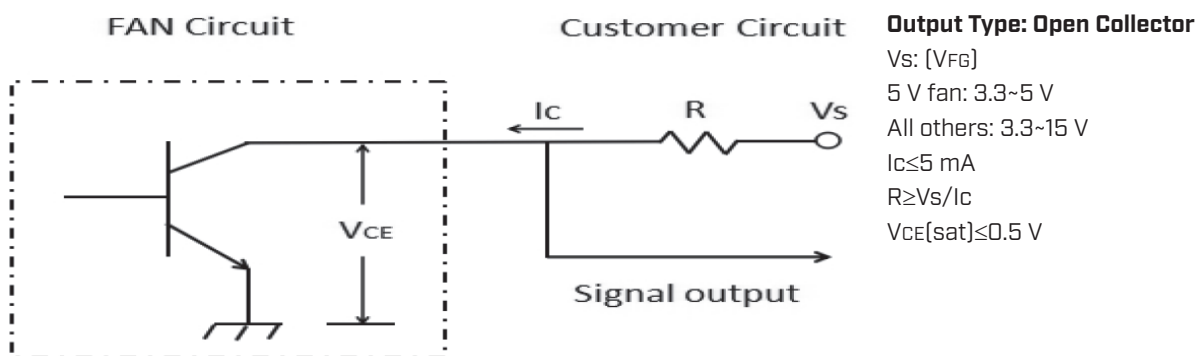 FAN Circuit
Customer Circuit
Ic
R
Vs
VCE
Signal output
Output Type: Open Collector
Vs: (VFG)
5 V fan: 3.3~5 V
All others: 3.3~15 V
Ic≤5 mA
R≥Vs/Ic
VCE(sat)≤0.5 V